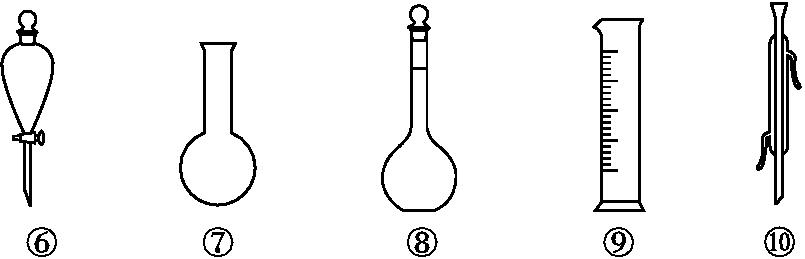 ⑥ ⑦ ⑧ ⑨ ⑩